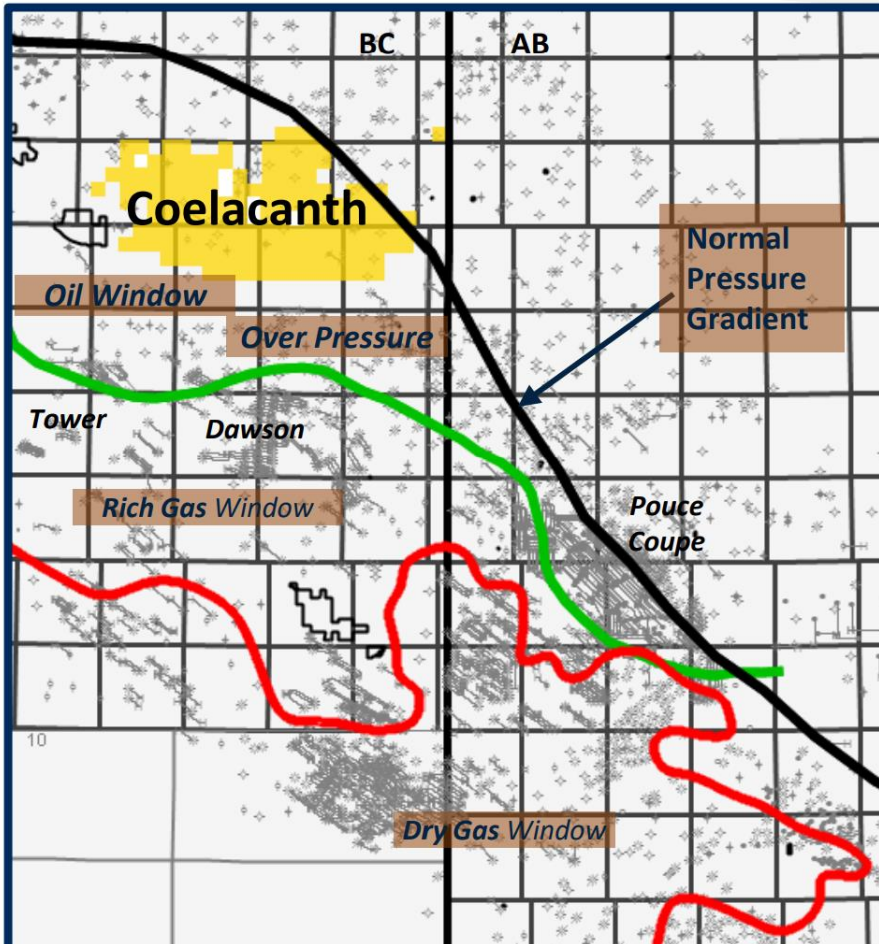 BC
AB
Coelacanth
Normal
Pressure
Gradient
Oil Window
Over Pressure
Tower
Dawson
Rich Gas Window
Pouce
Coupe
10
Dry Gas Window